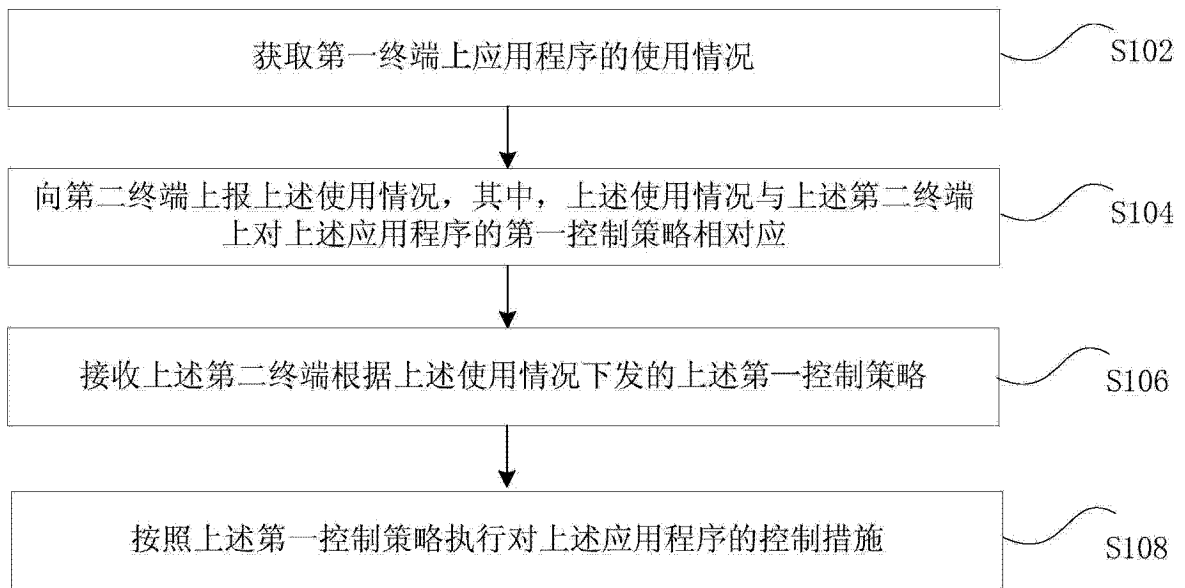 获取第一终端上应用程序的使用情况
S102
向第二终端上报上述使用情况，其中，上述使用情况与上述第二终端
上对上述应用程序的第一控制策略相对应
S104
接收上述第二终端根据上述使用情况下发的上述第一控制策略
S106
按照上述第一控制策略执行对上述应用程序的控制措施
S108